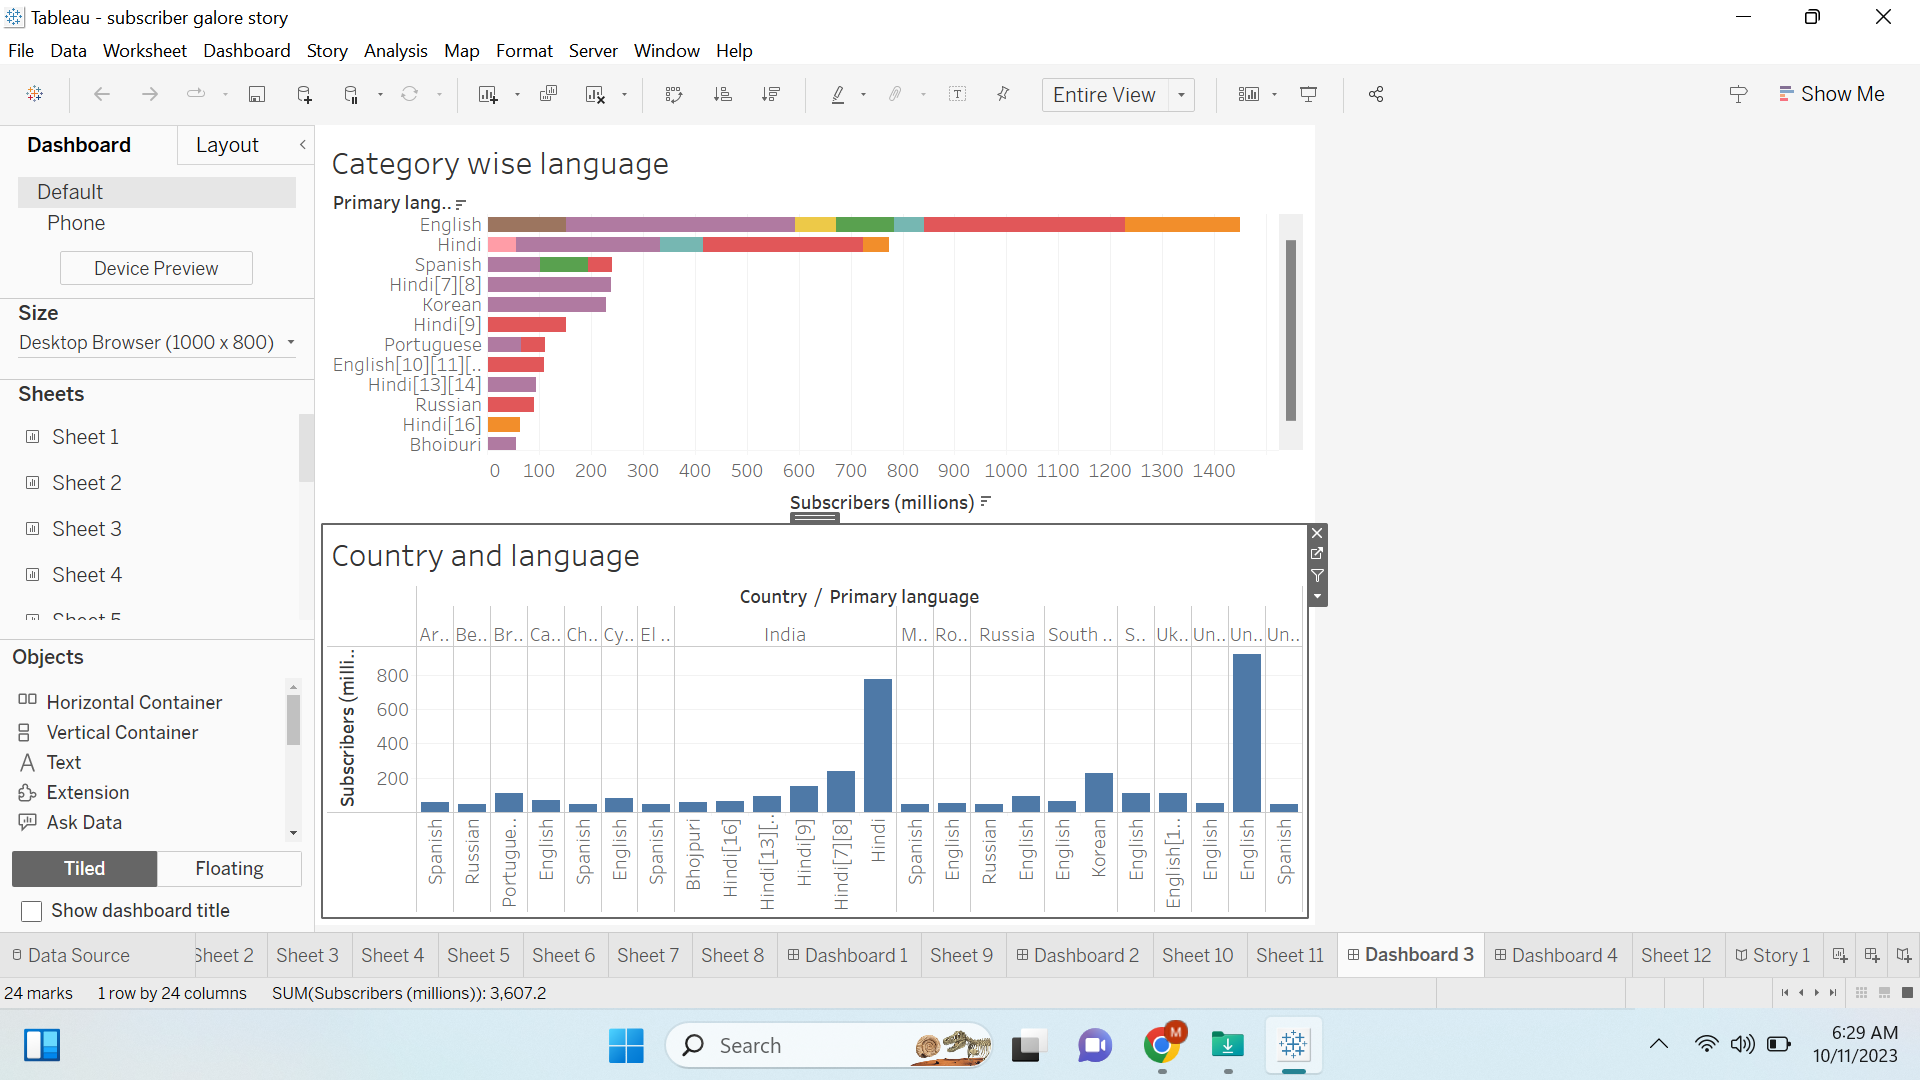 Tableau - subscriber galore story
File Data Worksheet Dashboard Story Analysis Map Format Server Window Help
Entire View
Show Me
Dashboard
Layout
Default
Phone
Device Preview
Size
Desktop Browser (1000 x 800)
Sheets
Sheet 1
Sheet 2
Sheet 3
Sheet 4
Sheet 5
Objects
Horizontal Container
Vertical Container
Text
Extension
Ask Data
Tiled
Floating
Show dashboard title
Category wise language
Primary lang..
English
Hindi
Spanish
Hindi[7][8]
Korean
Hindi[9]
Portuguese
English[10][11][..
Hindi[13][14]
Russian
Hindi[16]
Bhojpuri
0 100 200 300 400 500 600 700 800 900 1000 1100 1200 1300 1400
Subscribers (millions)
Country and language
Country / Primary language
Ar.. Be.. Br.. Ca.. Ch.. Cy.. El .. India M.. Ro.. Russia South .. S.. Uk.. Un.. Un.. Un..
Subscribers (milli..
800
600
400
200
Spanish
Russian
Portugue..
English
Spanish
English
Spanish
Bhojpuri
Hindi[16]
Hindi[13][..
Hindi[9]
Hindi[7][8]
Hindi
Spanish
English
Russian
English
English
Korean
English
English[1..
English
English
Spanish
Data Source
Sheet 2
Sheet 3
Sheet 4
Sheet 5
Sheet 6
Sheet 7
Sheet 8
Dashboard 1
Sheet 9
Dashboard 2
Sheet 10
Sheet 11
Dashboard 3
Dashboard 4
Sheet 12
Story 1
24 marks 1 row by 24 columns SUM(Subscribers (millions)): 3,607.2
Search
M
6:29 AM
10/11/2023